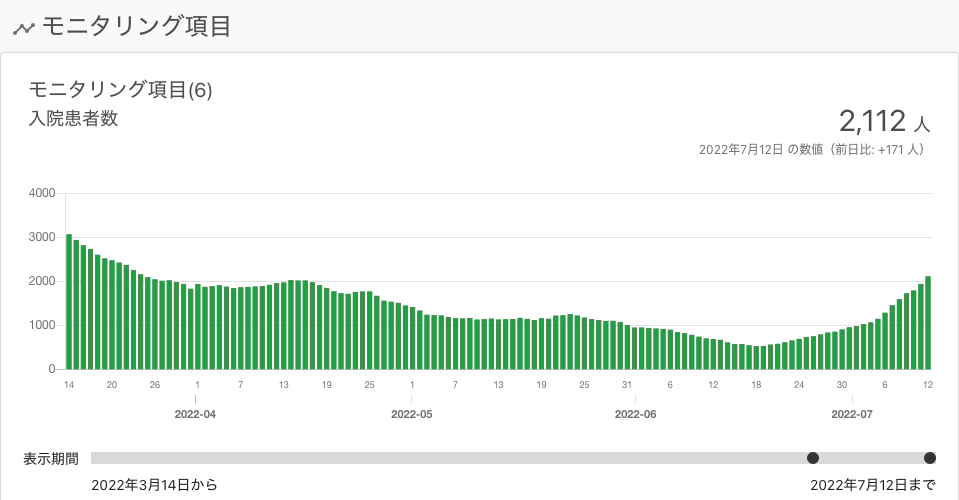 モニタリング項目
モニタリング項目(6)
入院患者数
2,112 人
2022年7月12日 の数値（前日比: +171 人）
4000
3000
2000
1000
0
14 20 26 1 7 13 19 25 1 7 13 19 25 31 6 12 18 24 30 6 12
2022-04 2022-05 2022-06 2022-07
表示期間
2022年3月14日から 2022年7月12日まで